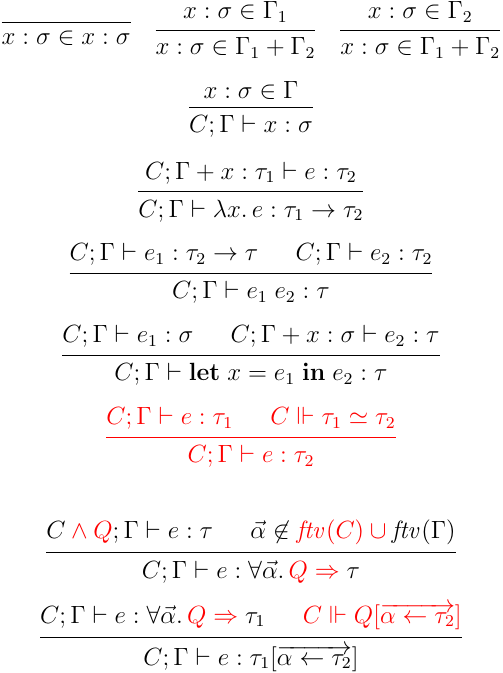 x : σ ∈ x : σ
x : σ ∈ Γ₁
x : σ ∈ Γ₁ + Γ₂
x : σ ∈ Γ₂
x : σ ∈ Γ₁ + Γ₂
x : σ ∈ Γ
C; Γ ⊢ x : σ
C; Γ + x : τ₁ ⊢ e : τ₂
C; Γ ⊢ λx. e : τ₁ → τ₂
C; Γ ⊢ e₁ : τ₂ → τ C; Γ ⊢ e₂ : τ₂
C; Γ ⊢ e₁ e₂ : τ
C; Γ ⊢ e₁ : σ C; Γ + x : σ ⊢ e₂ : τ
C; Γ ⊢ let x = e₁ in e₂ : τ
C; Γ ⊢ e : τ₁ C ⊩ τ₁ ≃ τ₂
C; Γ ⊢ e : τ₂
C ∧ Q; Γ ⊢ e : τ α⃗ ∉ ftv(C) ∪ ftv(Γ)
C; Γ ⊢ e : ∀α⃗. Q ⇒ τ
C; Γ ⊢ e : ∀α⃗. Q ⇒ τ₁ C ⊩ Q[α ← τ₂]
C; Γ ⊢ e : τ₁[α ← τ₂]